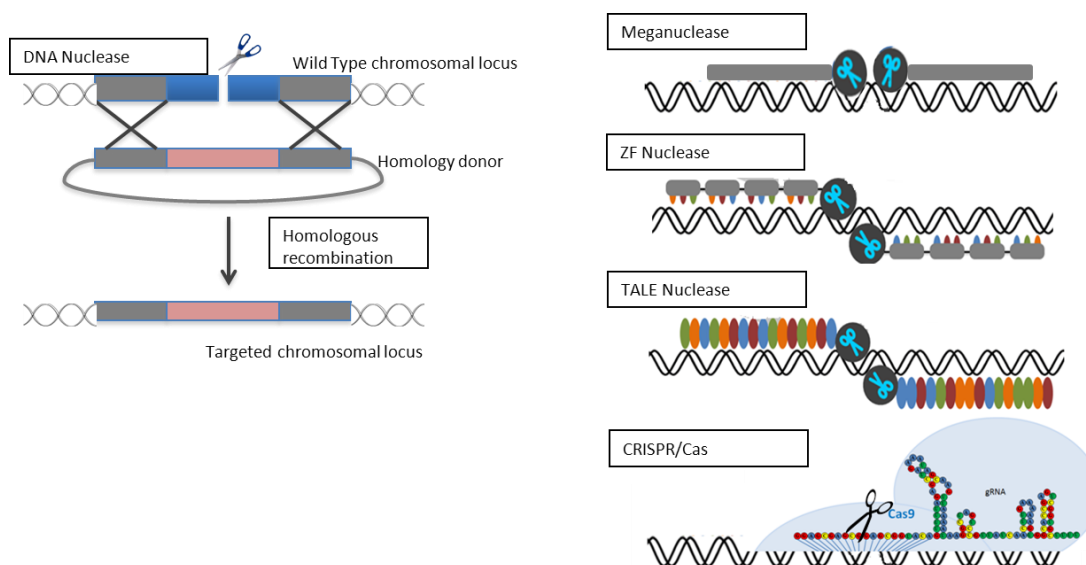 DNA Nuclease
Wild Type chromosomal locus
Homology donor
Homologous
recombination
Targeted chromosomal locus
Meganuclease
ZF Nuclease
TALE Nuclease
CRISPR/Cas
gRNA
Cas9